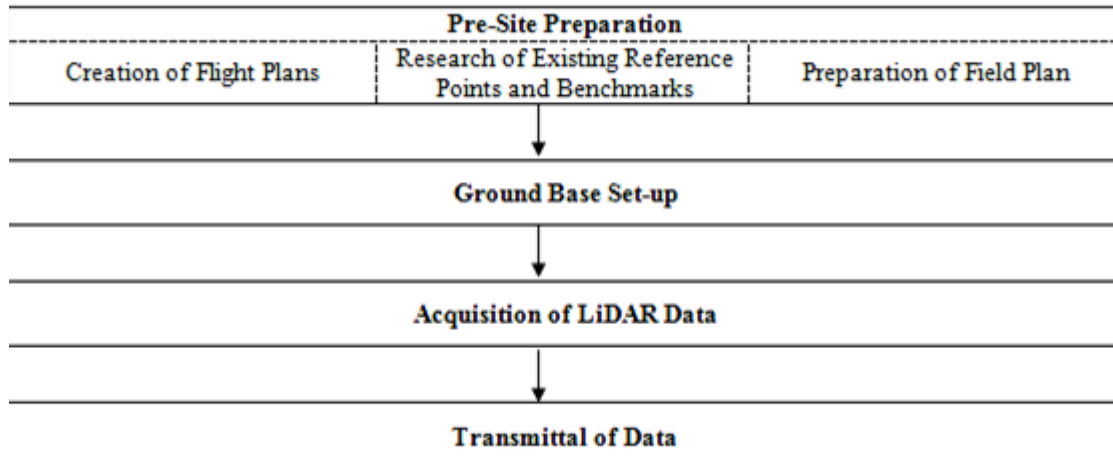 Pre-Site Preparation
Creation of Flight Plans
Research of Existing Reference
Points and Benchmarks
Preparation of Field Plan
Ground Base Set-up
Acquisition of LiDAR Data
Transmittal of Data